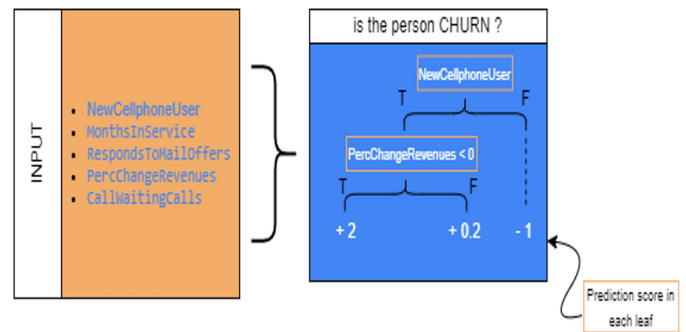 INPUT
NewCellphoneUser
MonthsInService
RespondsToMailOffers
PercChangeRevenues
CallWaitingCalls
is the person CHURN ?
NewCellphoneUser
T F
PercChangeRevenues < 0
T F
+ 2 + 0.2 - 1
Prediction score in
each leaf